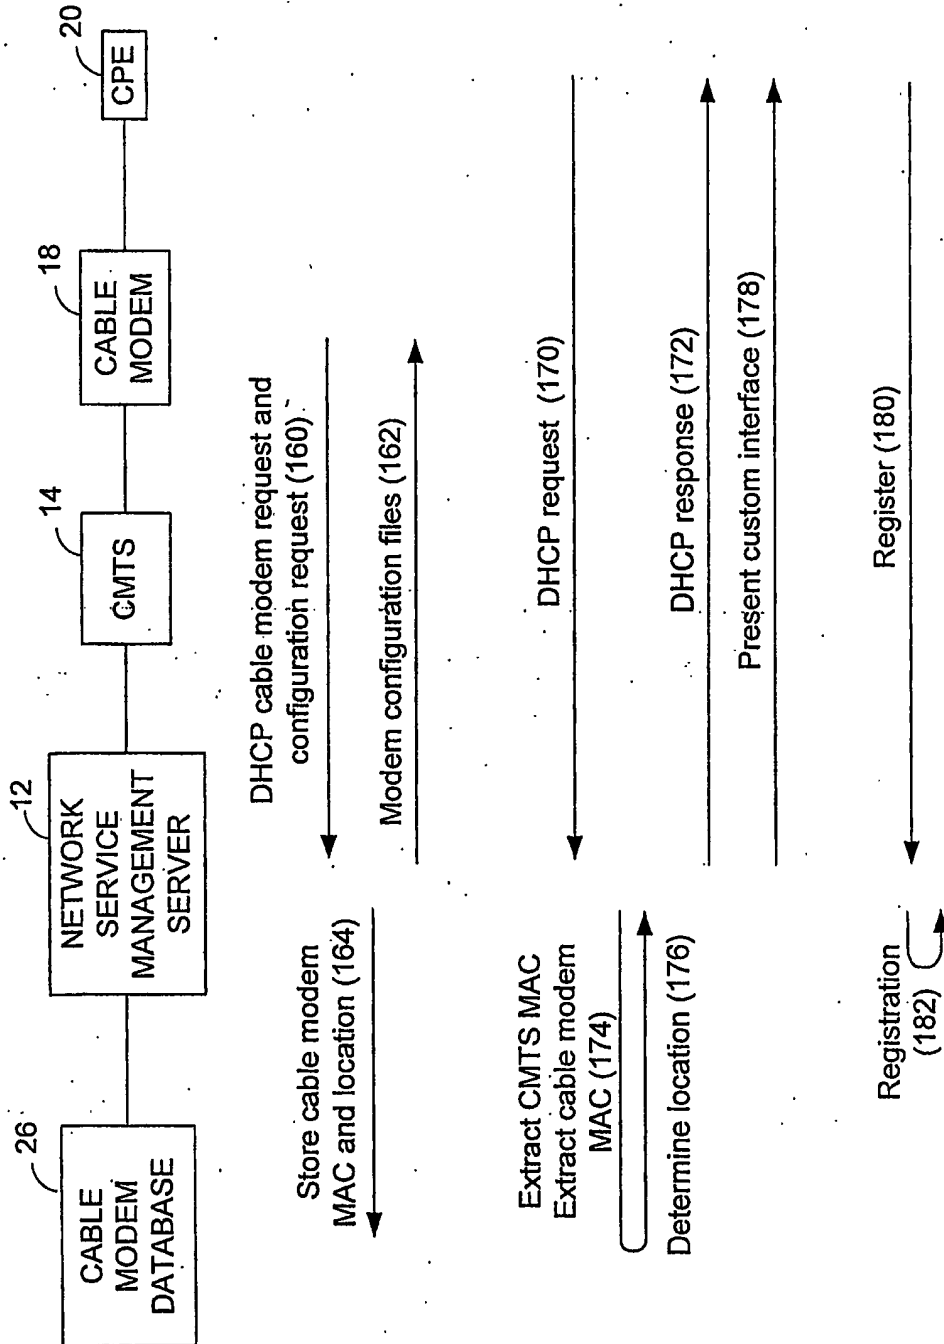 26
CABLE
MODEM
DATABASE
12
NETWORK
SERVICE
MANAGEMENT
SERVER
14
CMTS
18
CABLE
MODEM
20
CPE
DHCP cable modem request and
configuration request (160).
Modem configuration files (162)
Store cable modem
MAC and location (164)
DHCP request (170)
Extract CMTS MAC
Extract cable modem
MAC (174)
Determine location (176)
DHCP response (172)
Present custom interface (178)
Register (180)
Registration
(182)